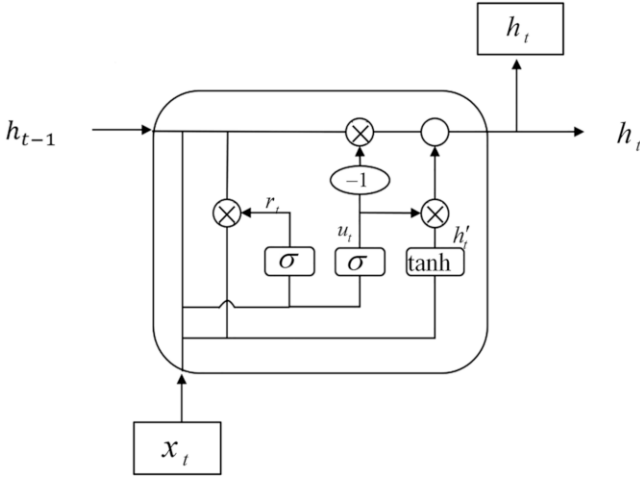 h_t
h_{t-1}
h_t
−1
r_t
u_t
h'_t
σ
σ
tanh
x_t